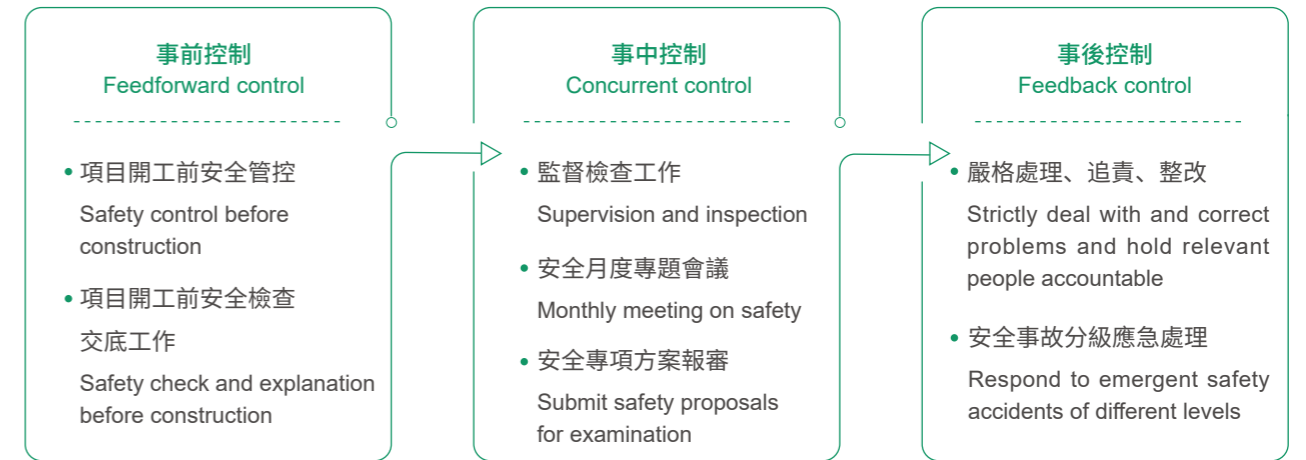 事前控制
Feedforward control
項目開工前安全管控
Safety control before
construction
項目開工前安全檢查
交底工作
Safety check and explanation
before construction
事中控制
Concurrent control
監督檢查工作
Supervision and inspection
安全月度專題會議
Monthly meeting on safety
安全專項方案報審
Submit safety proposals
for examination
事後控制
Feedback control
嚴格處理、追責、整改
Strictly deal with and correct
problems and hold relevant
people accountable
安全事故分級應急處理
Respond to emergent safety
accidents of different levels